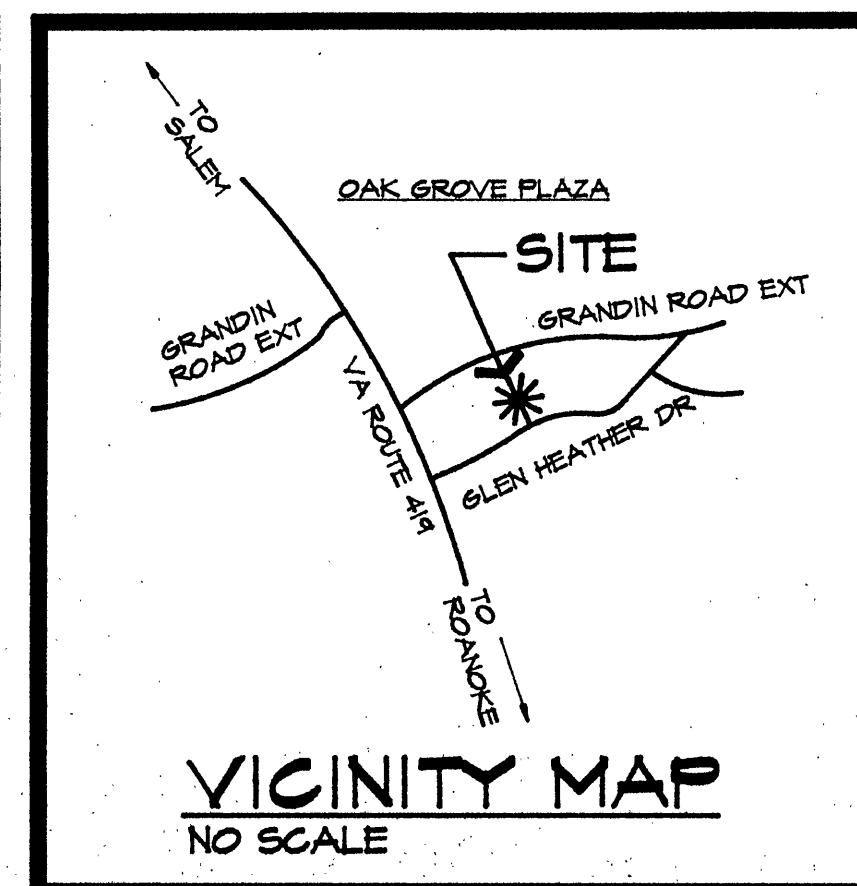 TO
SALEM
OAK GROVE PLAZA
SITE
GRANDIN ROAD EXT
GRANDIN
ROAD EXT
VA ROUTE 419
GLEN HEATHER DR
TO
ROANOKE
VICINITY MAP
NO SCALE